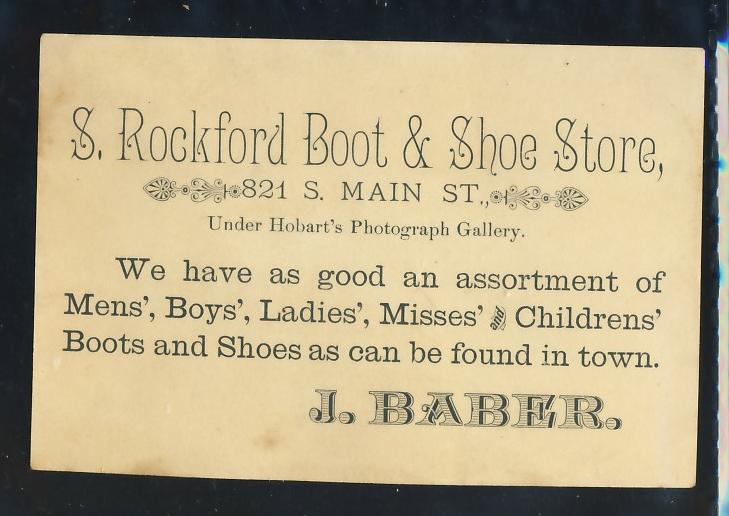 S. Rockford Boot & Shoe Store,
821 S. MAIN ST.,
Under Hobart's Photograph Gallery.
We have as good an assortment of
Mens', Boys', Ladies', Misses' and Childrens'
Boots and Shoes as can be found in town.
J. BABER.